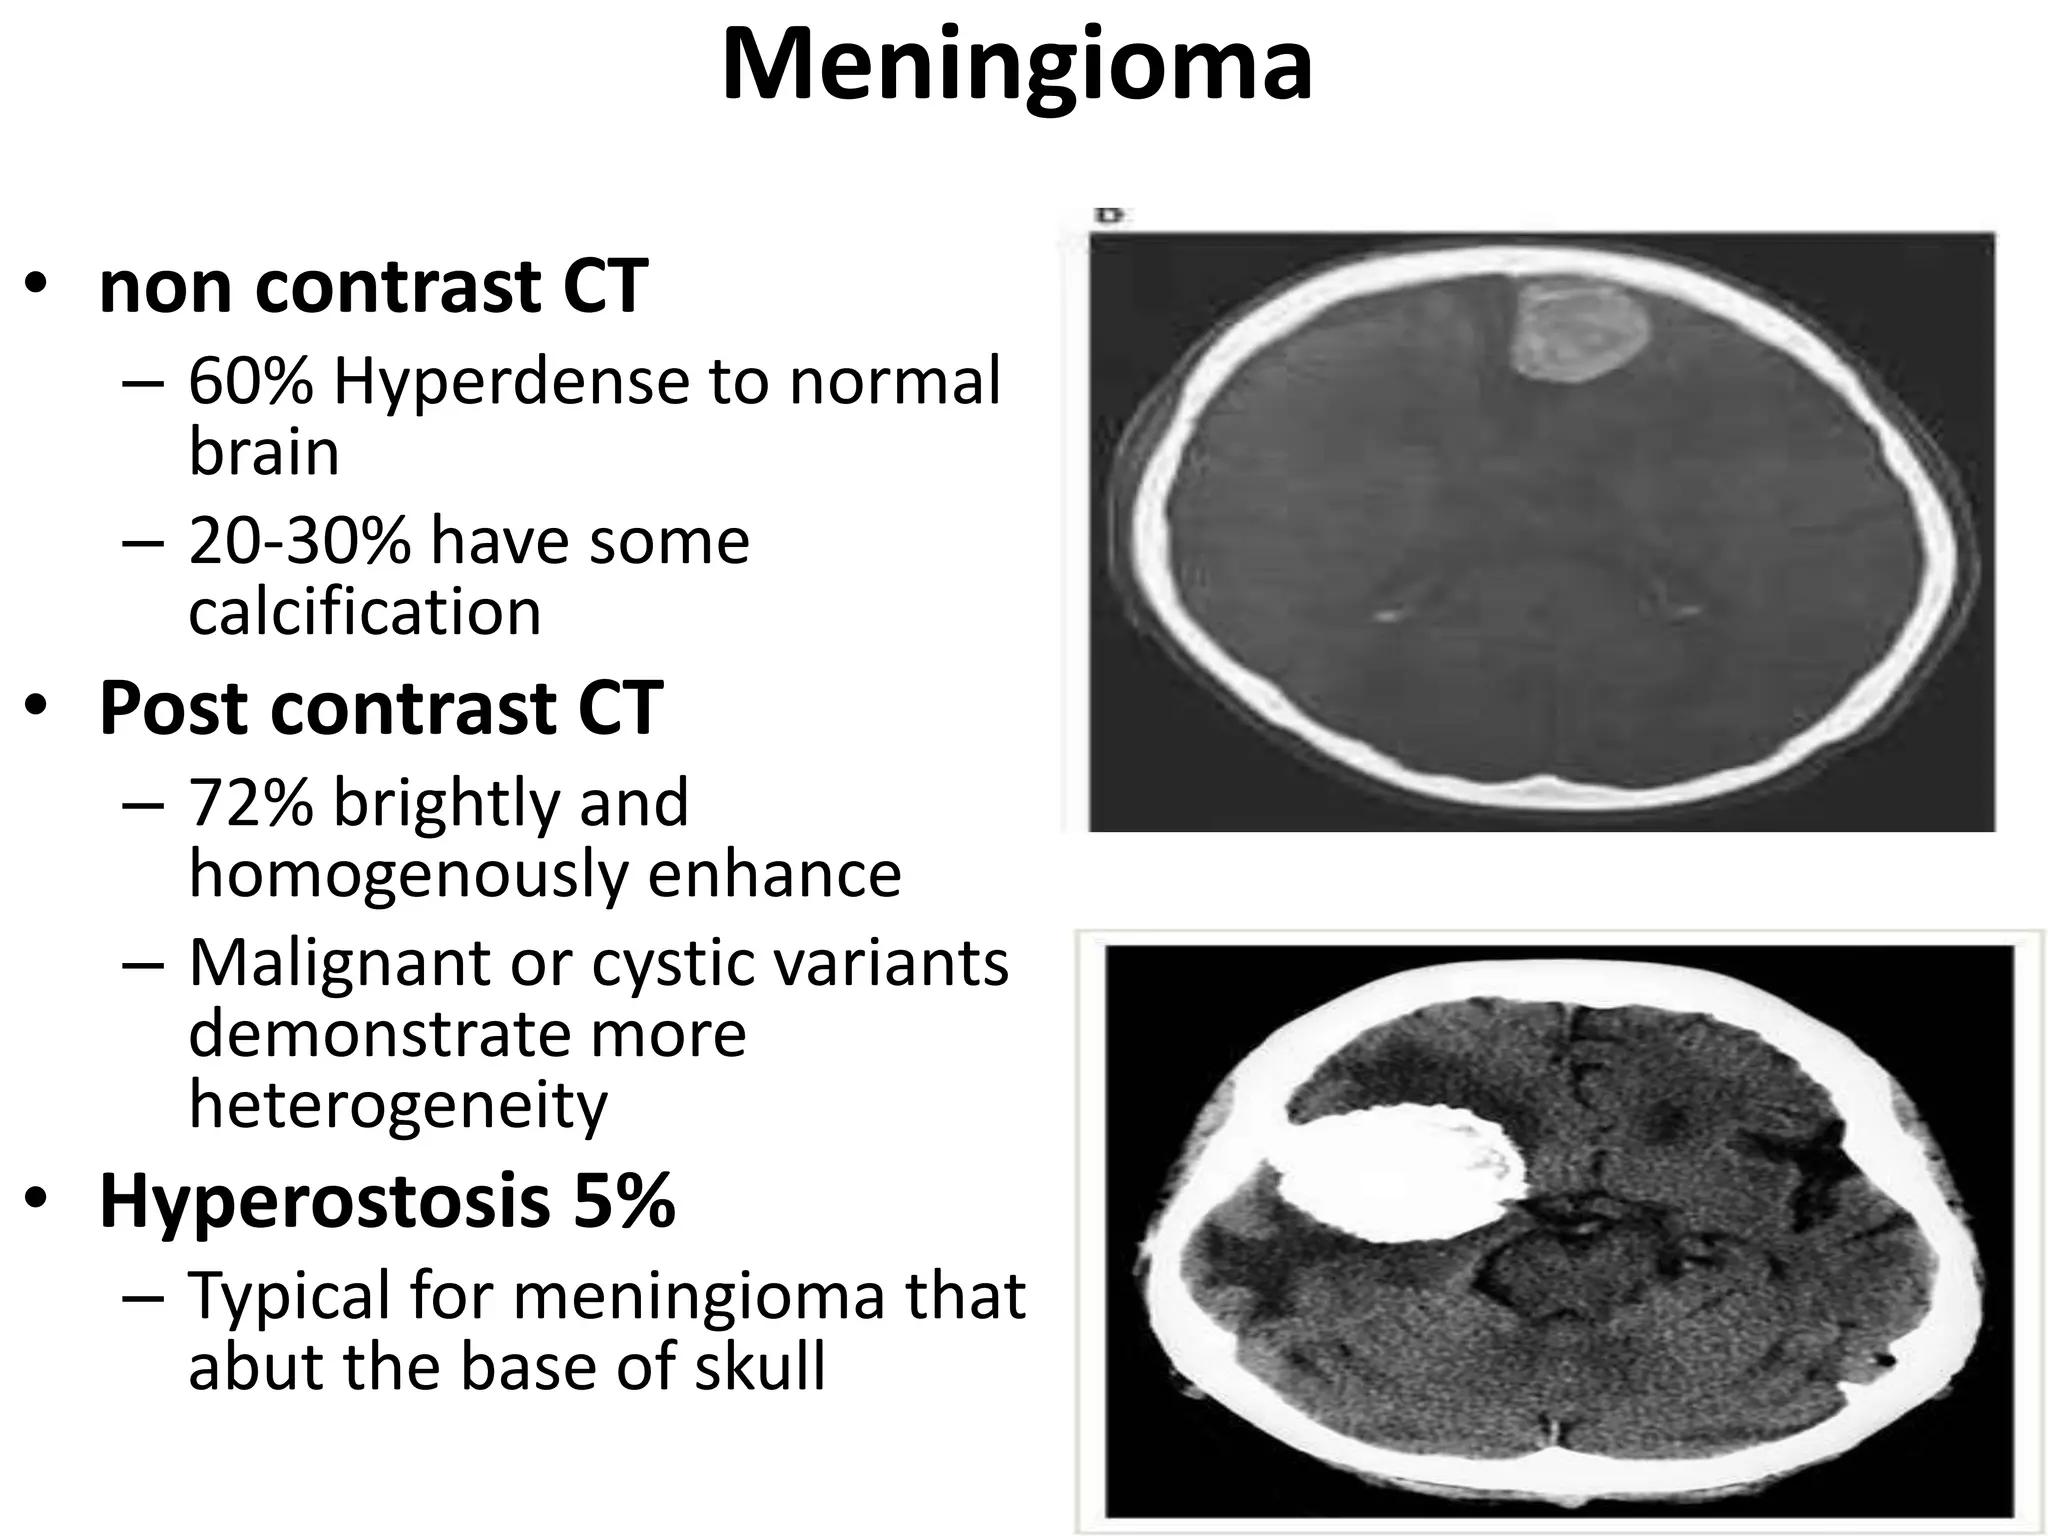 Meningioma
• non contrast CT
– 60% Hyperdense to normal
brain
– 20-30% have some
calcification
• Post contrast CT
– 72% brightly and
homogenously enhance
– Malignant or cystic variants
demonstrate more
heterogeneity
• Hyperostosis 5%
– Typical for meningioma that
abut the base of skull